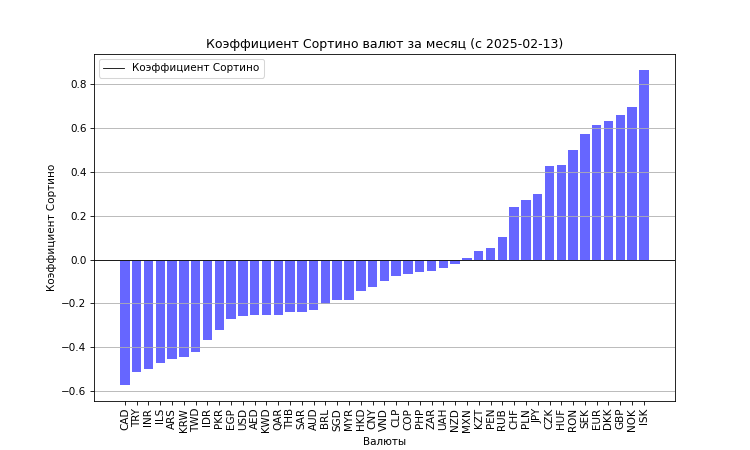 Коэффициент Сортино валют за месяц (с 2025-02-13)
Коэффициент Сортино
Коэффициент Сортино
0.8
0.6
0.4
0.2
0.0
−0.2
−0.4
−0.6
CAD TRY INR ILS ARS KRW TWD IDR PKR EGP USD AED KWD QAR THB SAR AUD BRL SGD MYR HKD CNY VND CLP COP PHP ZAR UAH NZD MXN KZT PEN RUB CHF PLN JPY CZK HUF RON SEK EUR DKK GBP NOK ISK
Валюты